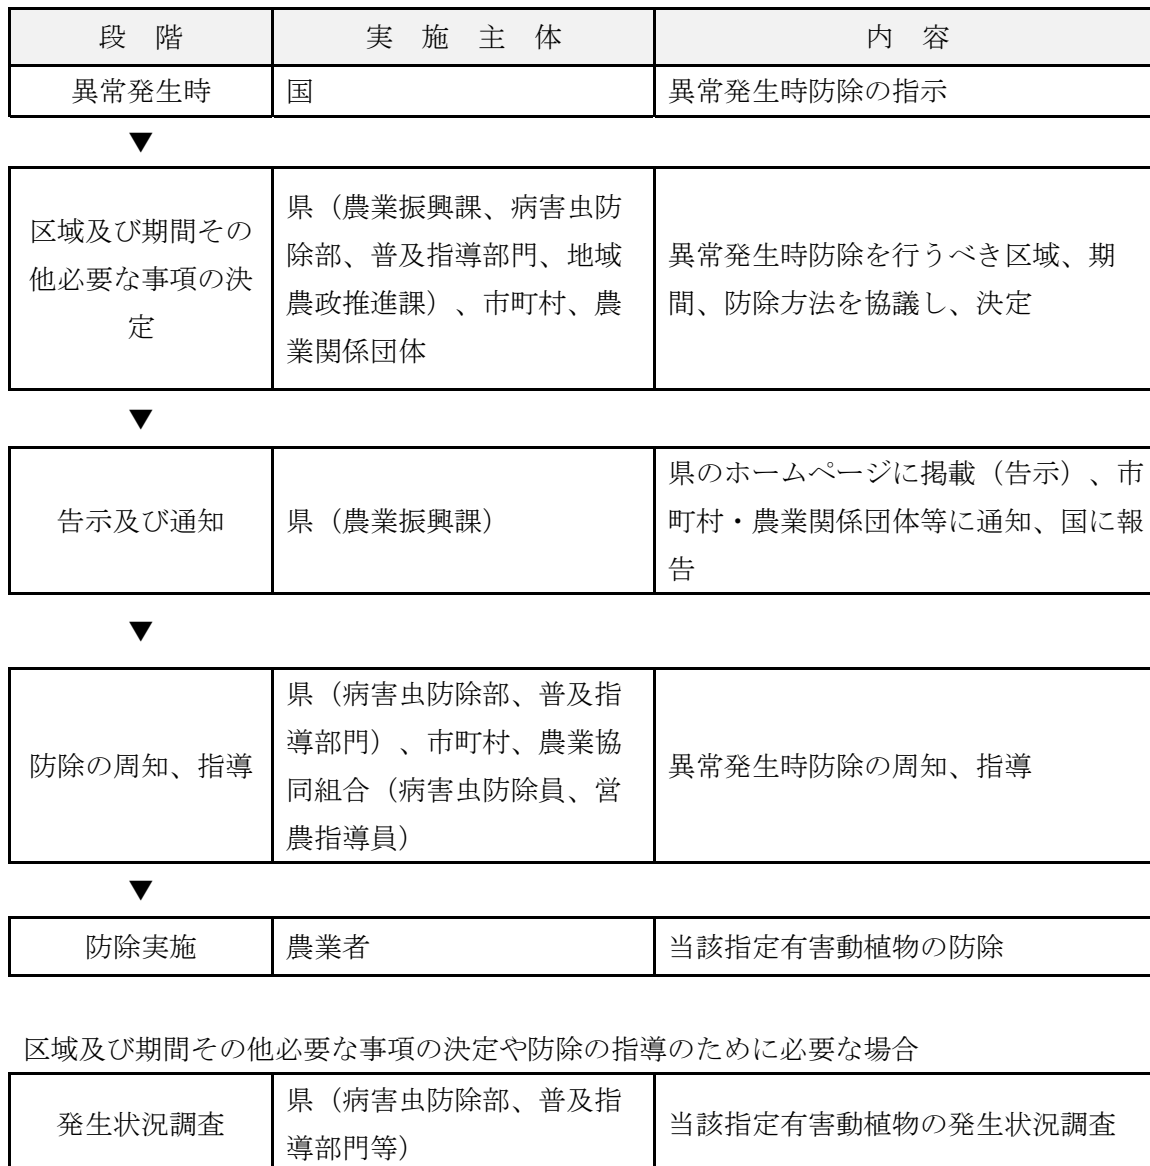 段　階　実　施　主　体　内　容
異常発生時　国　異常発生時防除の指示
▼
区域及び期間その
他必要な事項の決
定
県（農業振興課、病害虫防
除部、普及指導部門、地域
農政推進課）、市町村、農
業関係団体
異常発生時防除を行うべき区域、期
間、防除方法を協議し、決定
▼
告示及び通知
県（農業振興課）
県のホームページに掲載（告示）、市
町村・農業関係団体等に通知、国に報
告
▼
防除の周知、指導
県（病害虫防除部、普及指
導部門）、市町村、農業協
同組合（病害虫防除員、営
農指導員）
異常発生時防除の周知、指導
▼
防除実施　農業者　当該指定有害動植物の防除
区域及び期間その他必要な事項の決定や防除の指導のために必要な場合
発生状況調査
県（病害虫防除部、普及指
導部門等）
当該指定有害動植物の発生状況調査